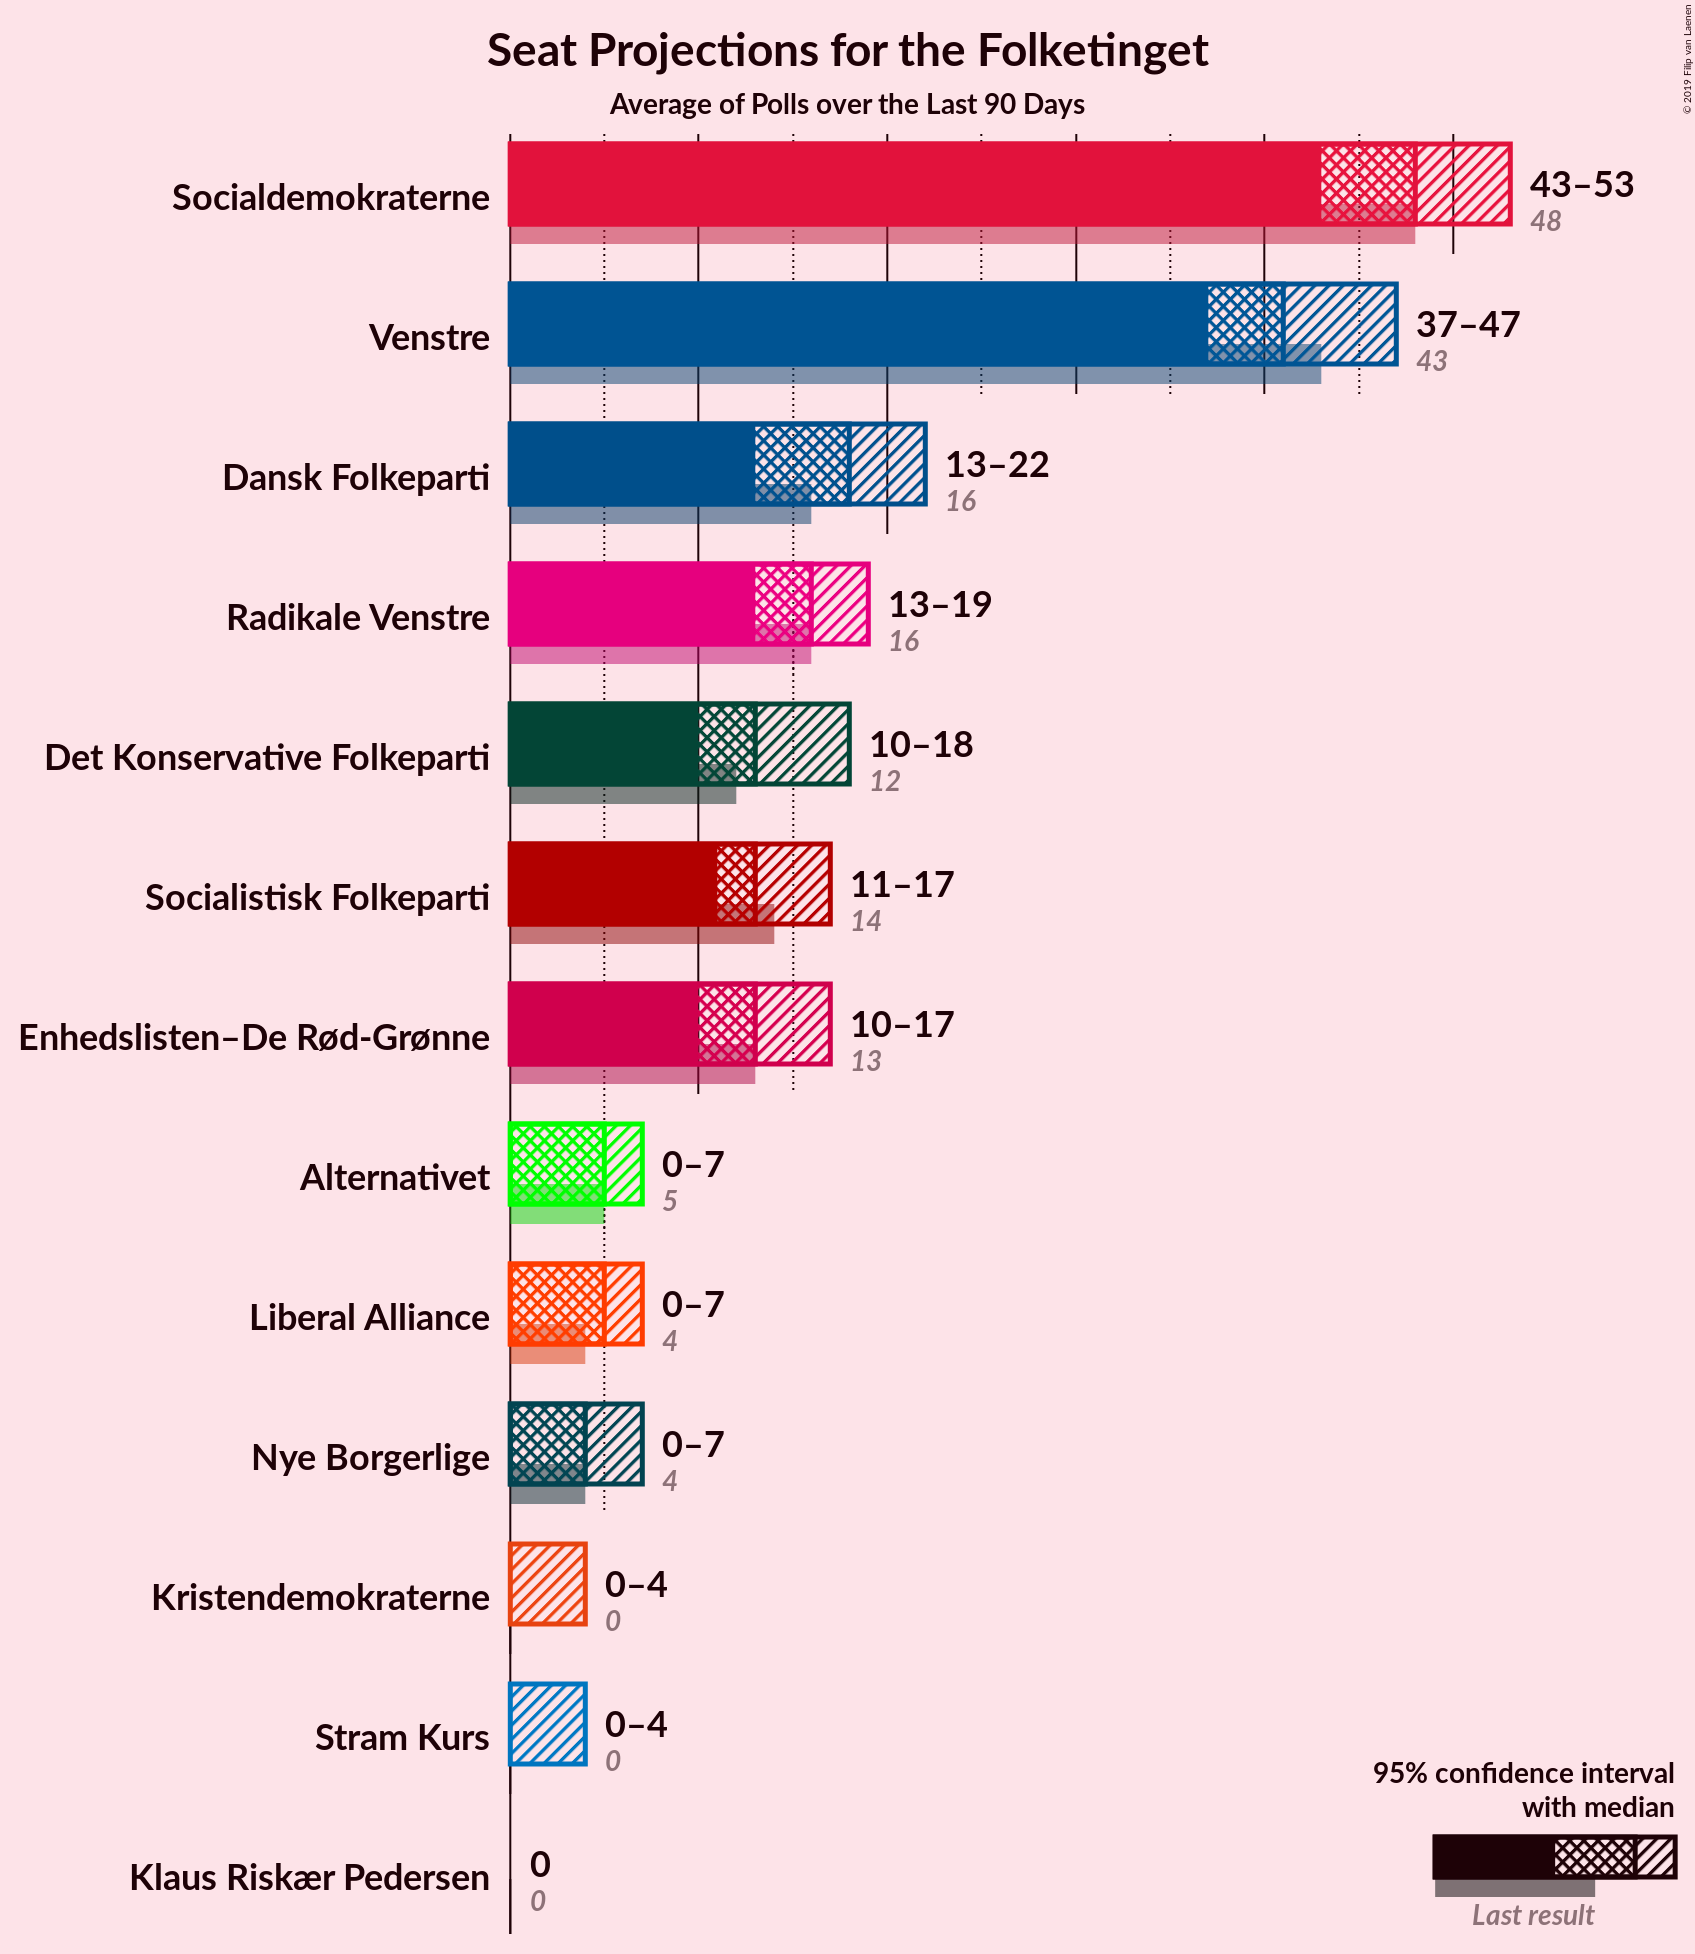 Seat Projections for the Folketinget
Average of Polls over the Last 90 Days
© 2019 Filip van Laenen
Socialdemokraterne
43–53
48
Venstre
37–47
43
Dansk Folkeparti
13–22
16
Radikale Venstre
13–19
16
Det Konservative Folkeparti
10–18
12
Socialistisk Folkeparti
11–17
14
Enhedslisten–De Rød-Grønne
10–17
13
Alternativet
0–7
5
Liberal Alliance
0–7
4
Nye Borgerlige
0–7
4
Kristendemokraterne
0–4
0
Stram Kurs
0–4
0
Klaus Riskær Pedersen
0
0
95% confidence interval
with median
Last result